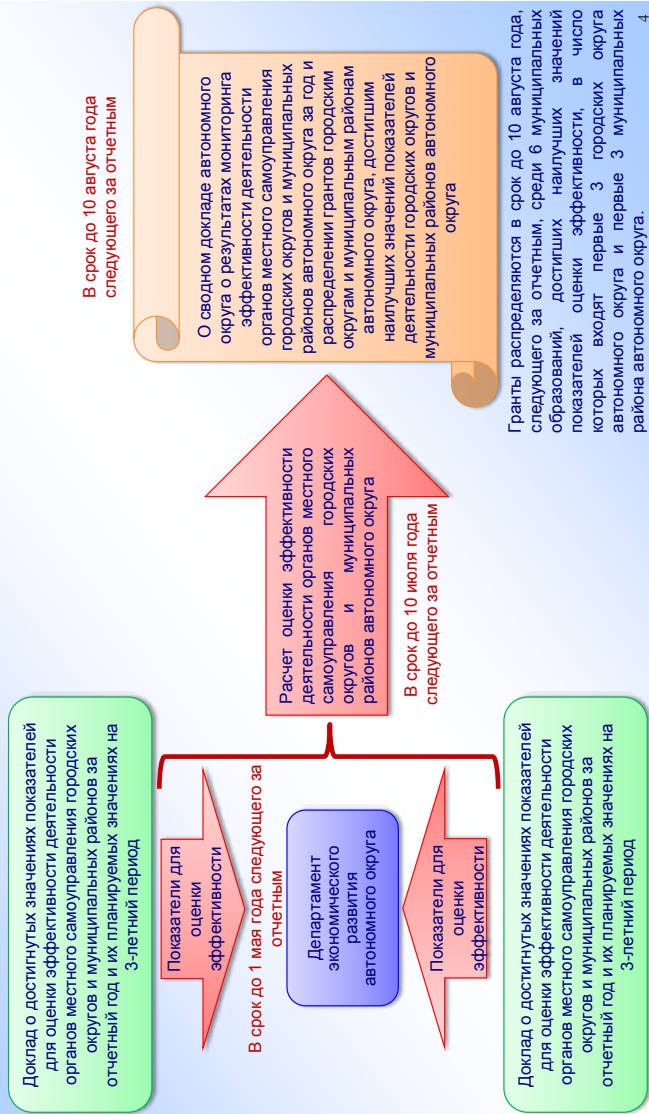 Доклад о достигнутых значениях показателей
для оценки эффективности деятельности
органов местного самоуправления городских
округов и муниципальных районов за
отчетный год и их планируемых значениях на
3-летний период
Показатели для
оценки
эффективности
В срок до 1 мая года следующего за
отчетным
Департамент
экономического
развития
автономного округа
Показатели для
оценки
эффективности
Доклад о достигнутых значениях показателей
для оценки эффективности деятельности
органов местного самоуправления городских
округов и муниципальных районов за
отчетный год и их планируемых значениях на
3-летний период
Расчет оценки эффективности
деятельности органов местного
самоуправления городских
округов и муниципальных
районов автономного округа
В срок до 10 июля года
следующего за отчетным
В срок до 10 августа года
следующего за отчетным
О сводном докладе автономного
округа о результатах мониторинга
эффективности деятельности
органов местного самоуправления
городских округов и муниципальных
районов автономного округа за год и
распределении грантов городским
округам и муниципальным районам
автономного округа, достигшим
наилучших значений показателей
деятельности городских округов и
муниципальных районов автономного
округа
Гранты распределяются в срок до 10 августа года,
следующего за отчетным, среди 6 муниципальных
образований, достигших наилучших значений
показателей оценки эффективности, в число
которых входят первые 3 городских округа
автономного округа и первые 3 муниципальных
района автономного округа.
4